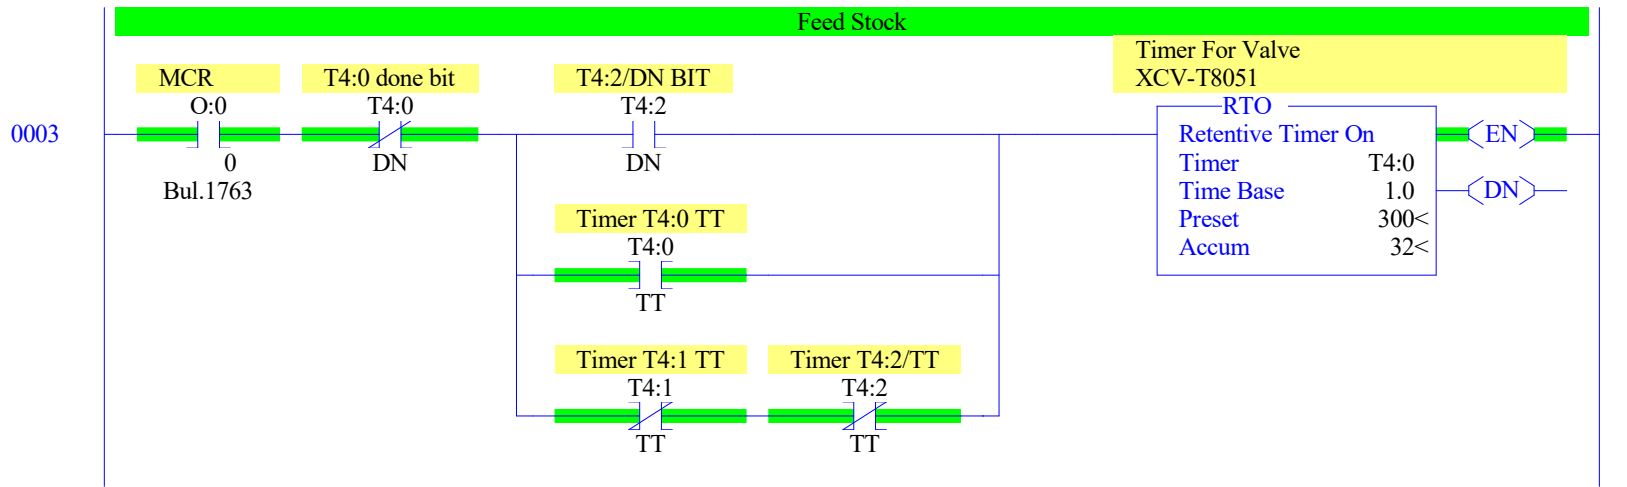 Feed Stock
Timer For Valve
XCV-T8051
MCR
T4:0 done bit
T4:2/DN BIT
O:0
T4:0
T4:2
RTO
0003
Retentive Timer On
EN
0
DN
DN
Timer T4:0
Bul.1763
Time Base 1.0
DN
Timer T4:0 TT
Preset 300<
T4:0
Accum 32<
TT
Timer T4:1 TT
Timer T4:2/TT
T4:1
T4:2
TT
TT